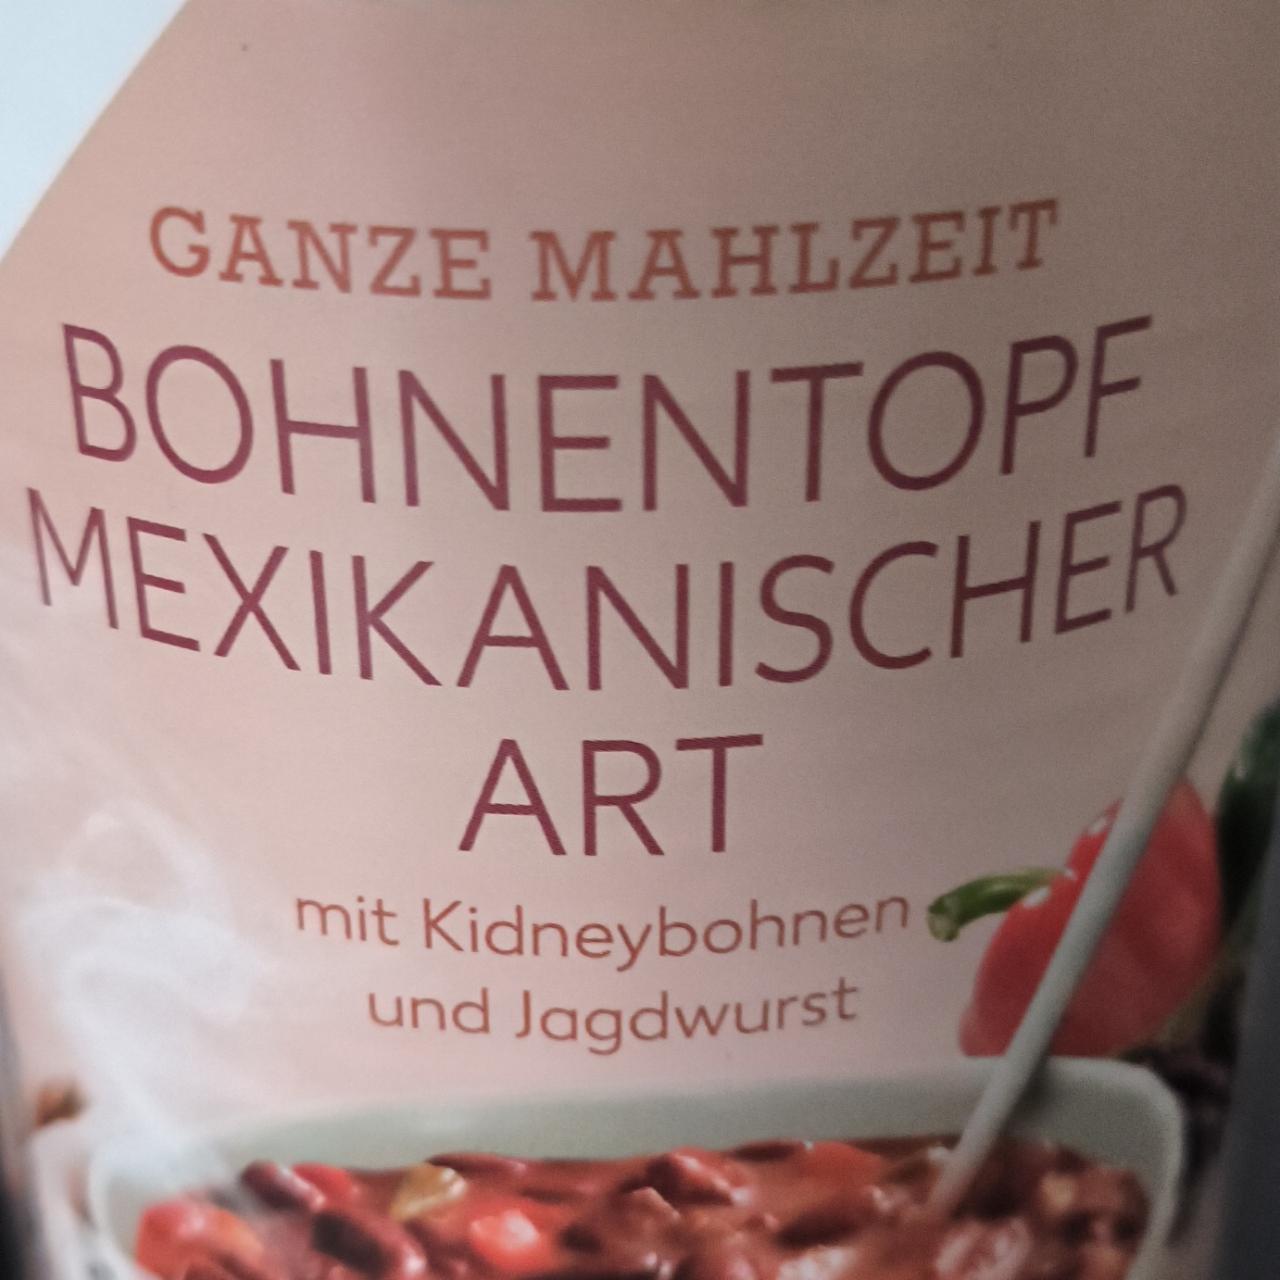 GANZE MAHLZEIT
BOHNENTOPF
MEXIKANISCHER
ART
mit Kidneybohnen
und Jagdwurst